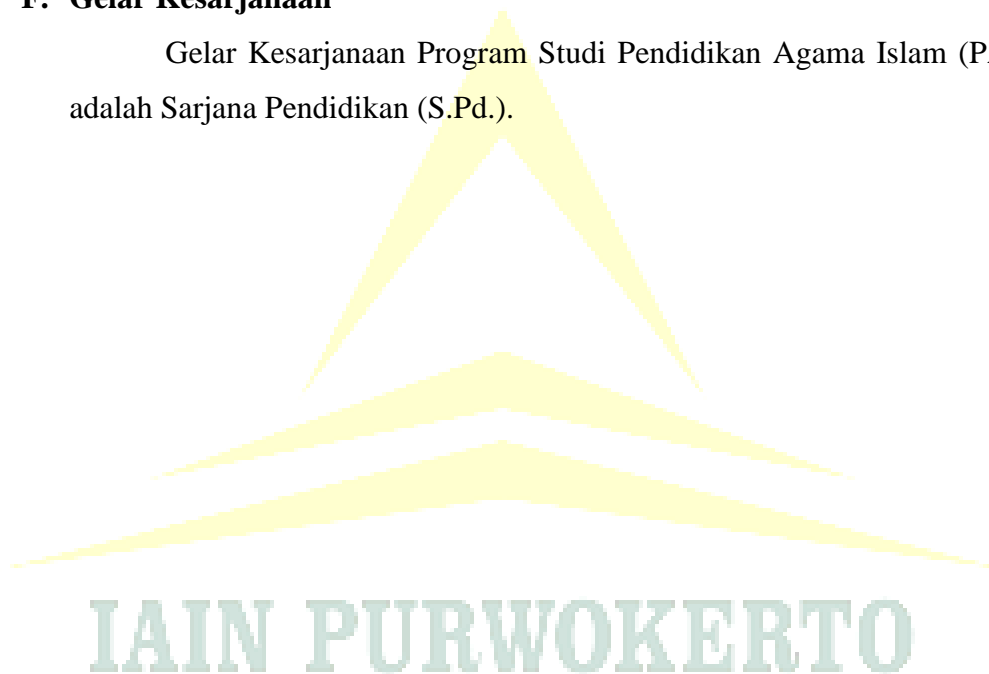 F. Gelar Kesarjanaan
Gelar Kesarjanaan Program Studi Pendidikan Agama Islam
adalah Sarjana Pendidikan (S.Pd.).
IAIN PURWOKERTO